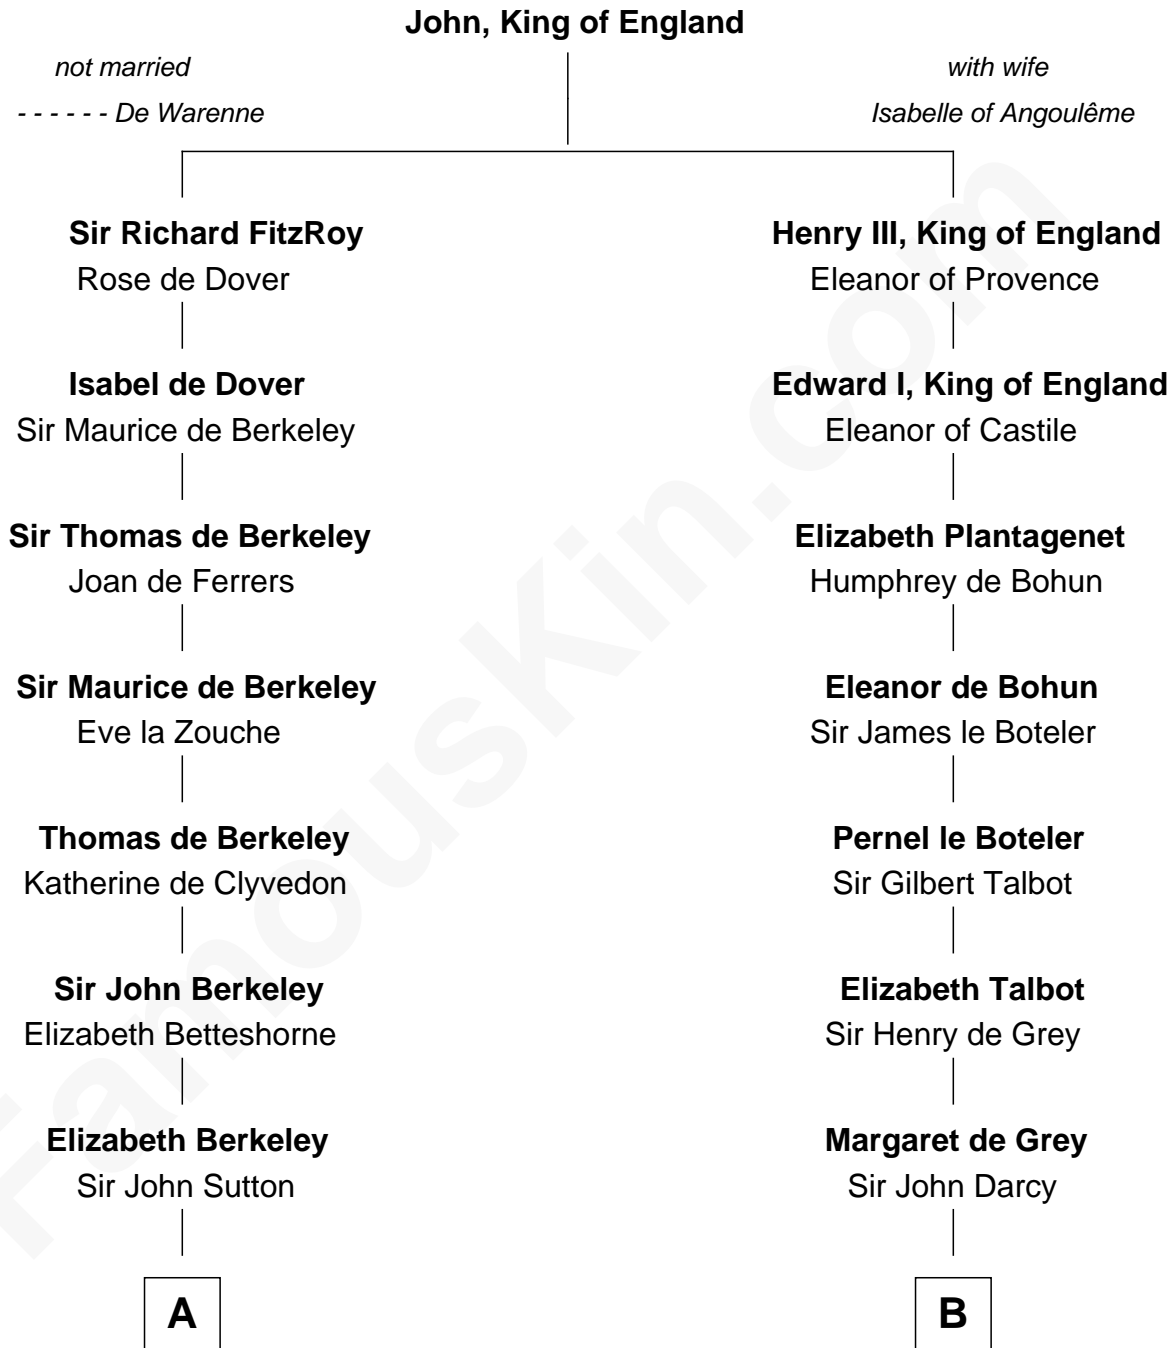 John, King of England
not married
- - - - - - De Warenne
with wife
Isabelle of Angoulême
Sir Richard FitzRoy
Rose de Dover
Isabel de Dover
Sir Maurice de Berkeley
Sir Thomas de Berkeley
Joan de Ferrers
Sir Maurice de Berkeley
Eve la Zouche
Thomas de Berkeley
Katherine de Clyvedon
Sir John Berkeley
Elizabeth Betteshorne
Elizabeth Berkeley
Sir John Sutton
A
Henry III, King of England
Eleanor of Provence
Edward I, King of England
Eleanor of Castile
Elizabeth Plantagenet
Humphrey de Bohun
Eleanor de Bohun
Sir James le Boteler
Pernel le Boteler
Sir Gilbert Talbot
Elizabeth Talbot
Sir Henry de Grey
Margaret de Grey
Sir John Darcy
B
FamousKin.com